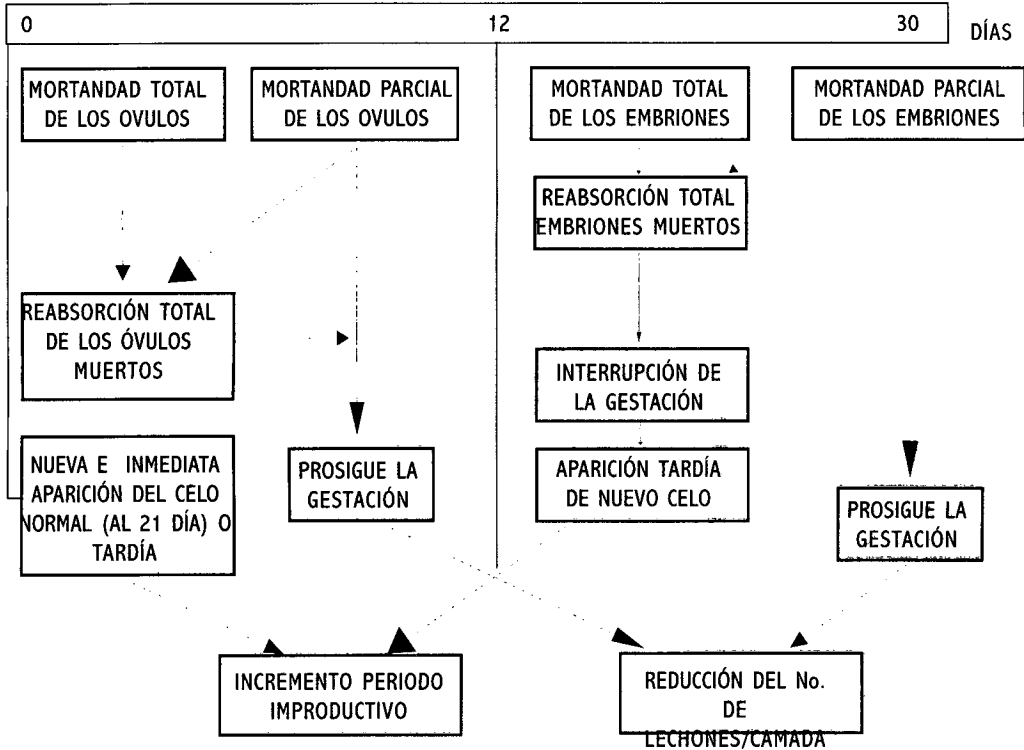 0 12 30 DÍAS
MORTANDAD TOTAL
DE LOS OVULOS
MORTANDAD PARCIAL
DE LOS OVULOS
MORTANDAD TOTAL
DE LOS EMBRIONES
MORTANDAD PARCIAL
DE LOS EMBRIONES
REABSORCIÓN TOTAL
EMBRIONES MUERTOS
REABSORCIÓN TOTAL
DE LOS ÓVULOS
MUERTOS
INTERRUPCIÓN DE
LA GESTACIÓN
NUEVA E INMEDIATA
APARICIÓN DEL CELO
NORMAL (AL 21 DÍA) O
TARDÍA
PROSIGUE LA
GESTACIÓN
APARICIÓN TARDÍA
DE NUEVO CELO
PROSIGUE LA
GESTACIÓN
INCREMENTO PERIODO
IMPRODUCTIVO
REDUCCIÓN DEL No.
DE
LECHONES/CAMADA